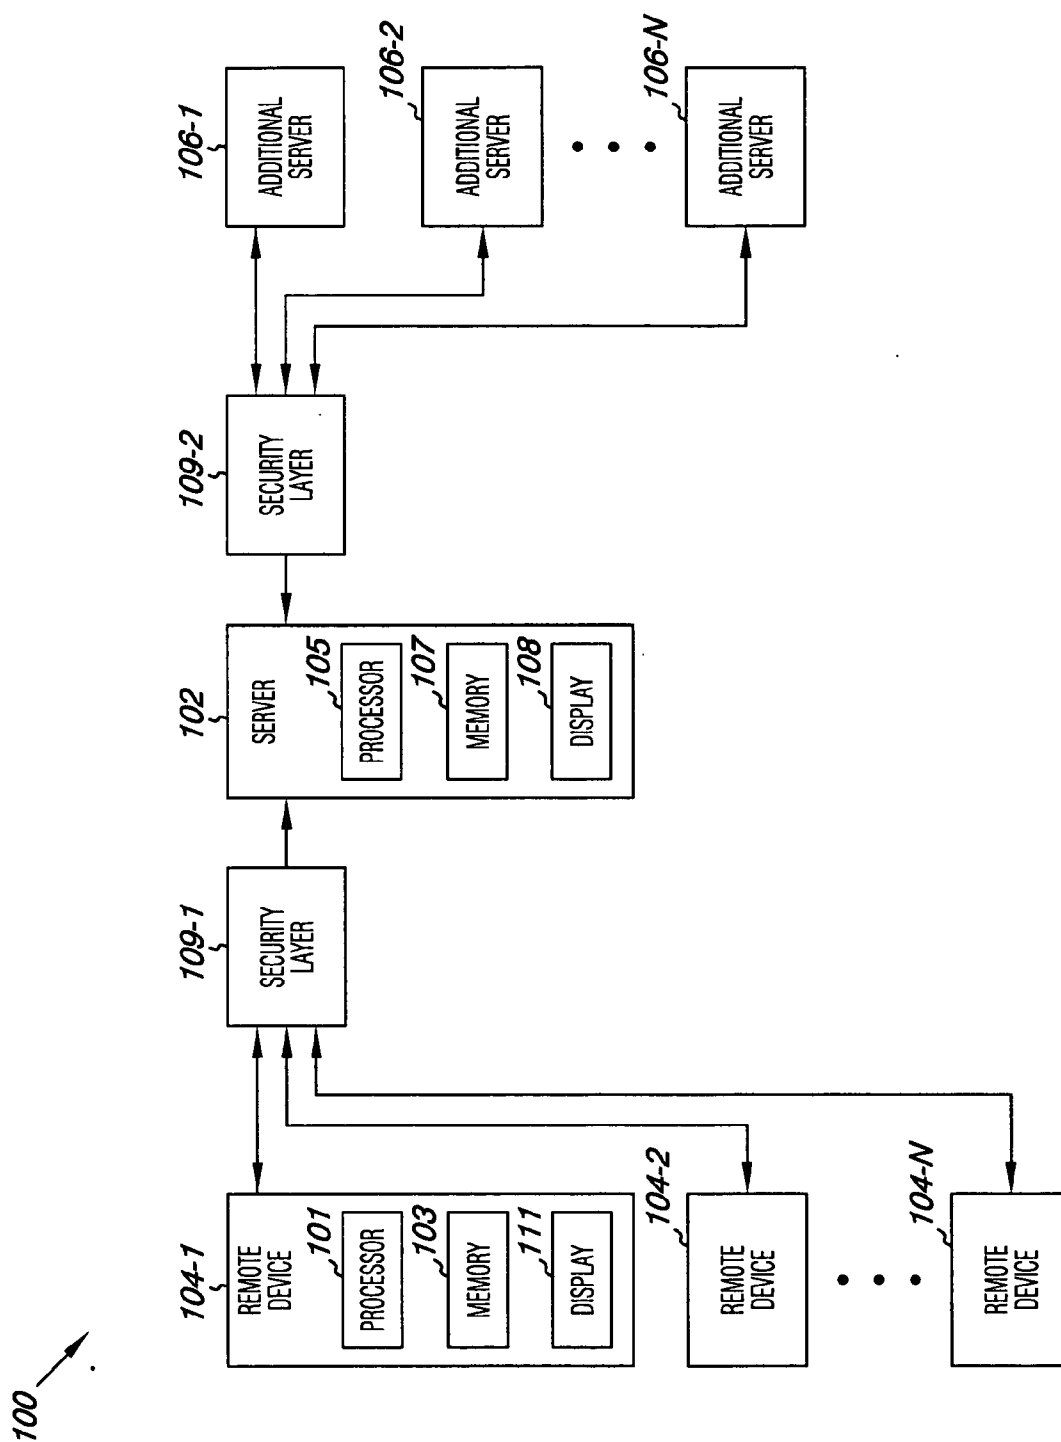 100
104-1
REMOTE
DEVICE
101
PROCESSOR
103
MEMORY
111
DISPLAY
104-2
REMOTE
DEVICE
104-N
REMOTE
DEVICE
109-1
SECURITY
LAYER
102
SERVER
105
PROCESSOR
107
MEMORY
108
DISPLAY
109-2
SECURITY
LAYER
106-1
ADDITIONAL
SERVER
106-2
ADDITIONAL
SERVER
106-N
ADDITIONAL
SERVER